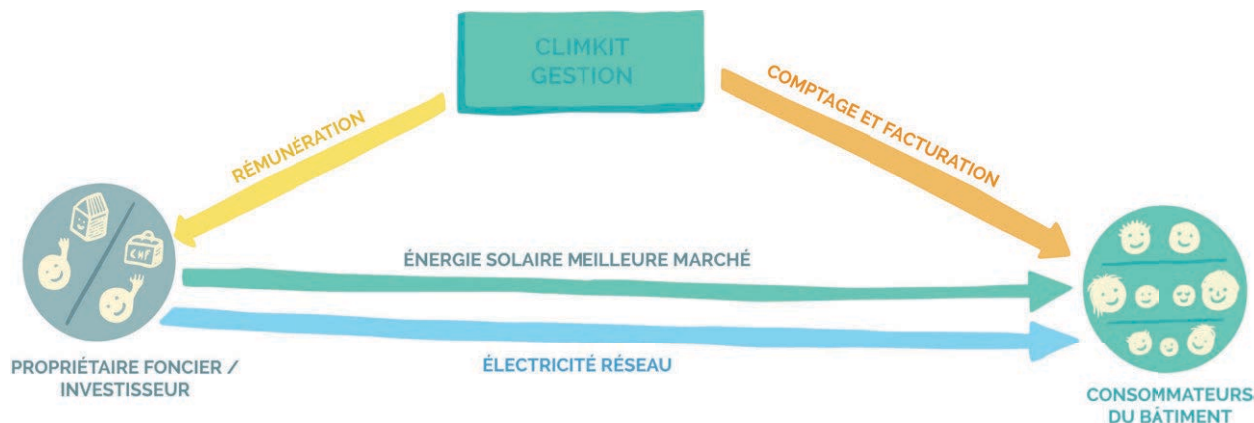 CLIMKIT
GESTION
RÉMUNÉRATION
COMPTAGE ET FACTURATION
CHF
ÉNERGIE SOLAIRE MEILLEURE MARCHÉ
ÉLECTRICITÉ RÉSEAU
PROPRIÉTAIRE FONCIER /
INVESTISSEUR
CONSOMMATEURS
DU BÂTIMENT